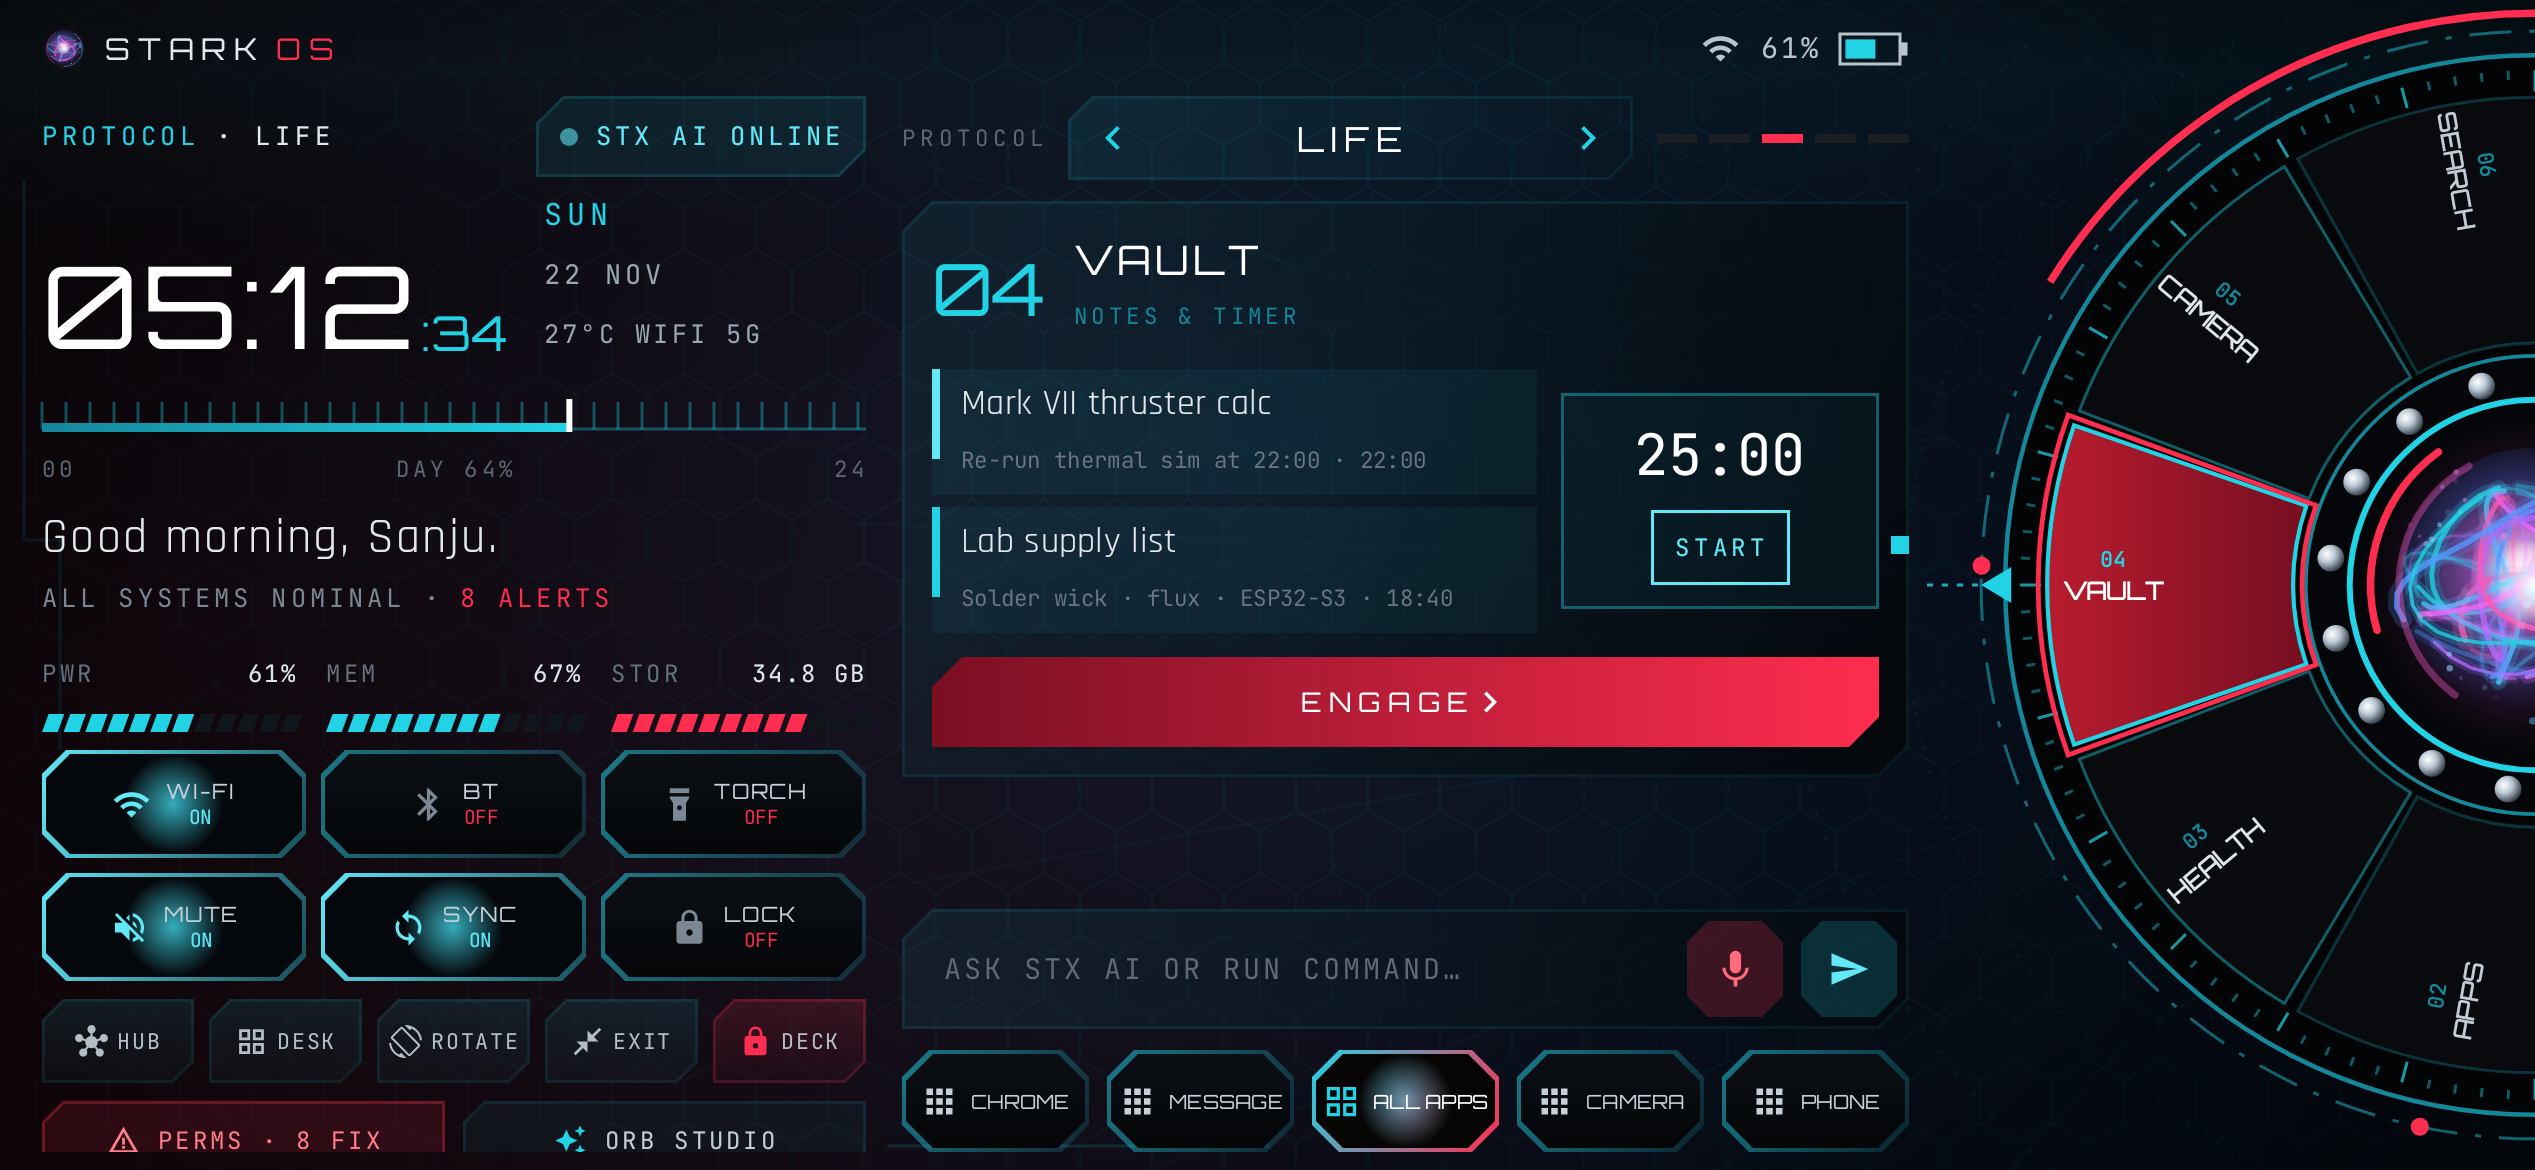 STARK OS
61%
PROTOCOL · LIFE
STX AI ONLINE
SUN
22 NOV
27°C WIFI 5G
05:12:34
00
DAY 64%
24
Good morning, Sanju.
ALL SYSTEMS NOMINAL · 8 ALERTS
PWR 61%
MEM 67%
STOR 34.8 GB
WI-FI
ON
BT
OFF
TORCH
OFF
MUTE
ON
SYNC
ON
LOCK
OFF
HUB
DESK
ROTATE
EXIT
DECK
PERMS · 8 FIX
ORB STUDIO
PROTOCOL
LIFE
04
VAULT
NOTES & TIMER
Mark VII thruster calc
Re-run thermal sim at 22:00 · 22:00
Lab supply list
Solder wick · flux · ESP32-S3 · 18:40
25:00
START
ENGAGE
ASK STX AI OR RUN COMMAND…
CHROME
MESSAGE
ALL APPS
CAMERA
PHONE
06
SEARCH
05
CAMERA
04
VAULT
03
HEALTH
02
APPS